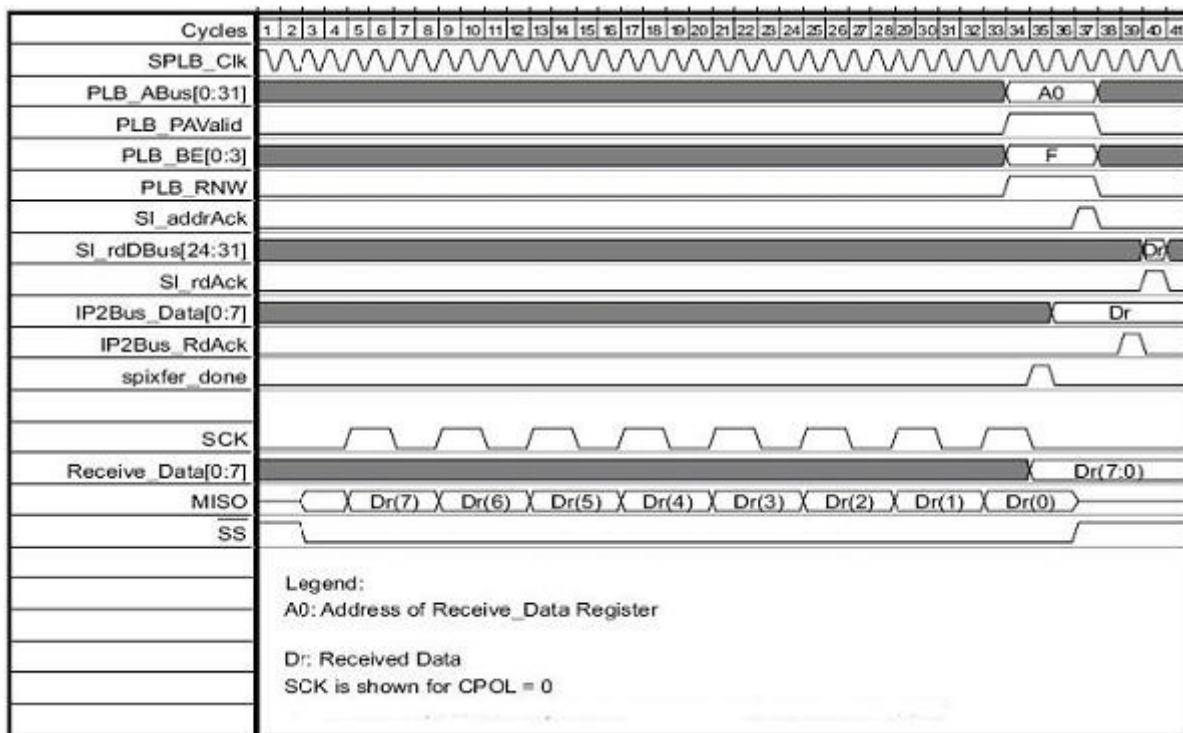 Cycles 1 2 3 4 5 6 7 8 9 10 11 12 13 14 15 16 17 18 19 20 21 22 23 24 25 26 27 28 29 30 31 32 33 34 35 36 37 38 39 40 41
SPLB_Clk
PLB_ABus[0:31] A0
PLB_PAValid
PLB_BE[0:3] F
PLB_RNW
SI_addrAck
SI_rdDBus[24:31] Dr
SI_rdAck
IP2Bus_Data[0:7] Dr
IP2Bus_RdAck
spixfer_done
SCK
Receive_Data[0:7] Dr(7:0)
MISO Dr(7) Dr(6) Dr(5) Dr(4) Dr(3) Dr(2) Dr(1) Dr(0)
SS
Legend:
A0: Address of Receive_Data Register
Dr: Received Data
SCK is shown for CPOL = 0